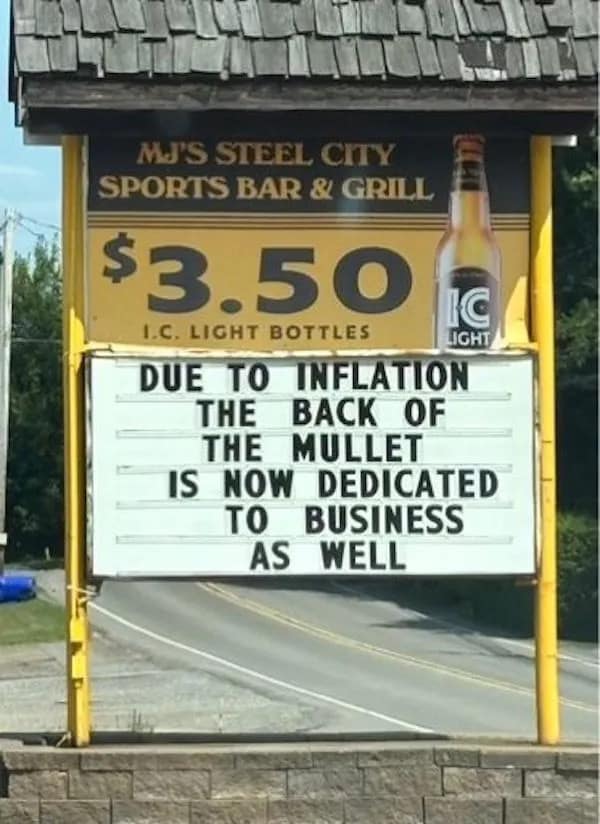 MJ'S STEEL CITY
SPORTS BAR & GRILL
$3.50
I.C. LIGHT BOTTLES
IC
LIGHT
DUE TO INFLATION
THE BACK OF
THE MULLET
IS NOW DEDICATED
TO BUSINESS
AS WELL